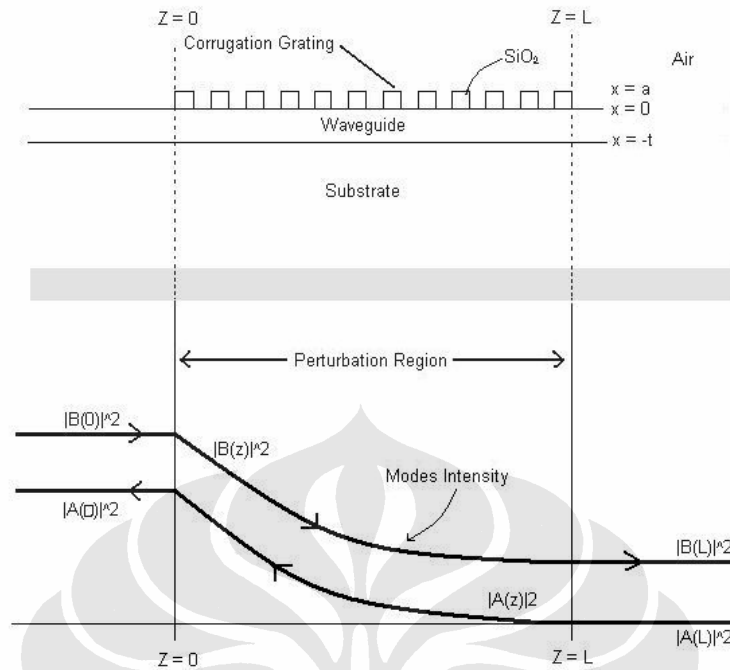 Z = 0
Z = L
Corrugation Grating
SiO₂
Air
x = a
x = 0
Waveguide
x = -t
Substrate
Perturbation Region
|B(0)|^2
|B(z)|^2
Modes Intensity
|A(□)|^2
|B(L)|^2
|A(z)|2
|A(L)|^2
Z = 0
Z = L